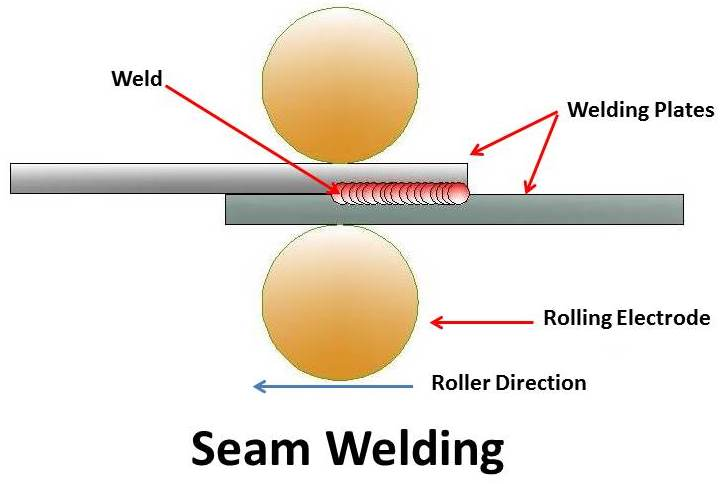 Weld
Welding Plates
Rolling Electrode
Roller Direction
Seam Welding